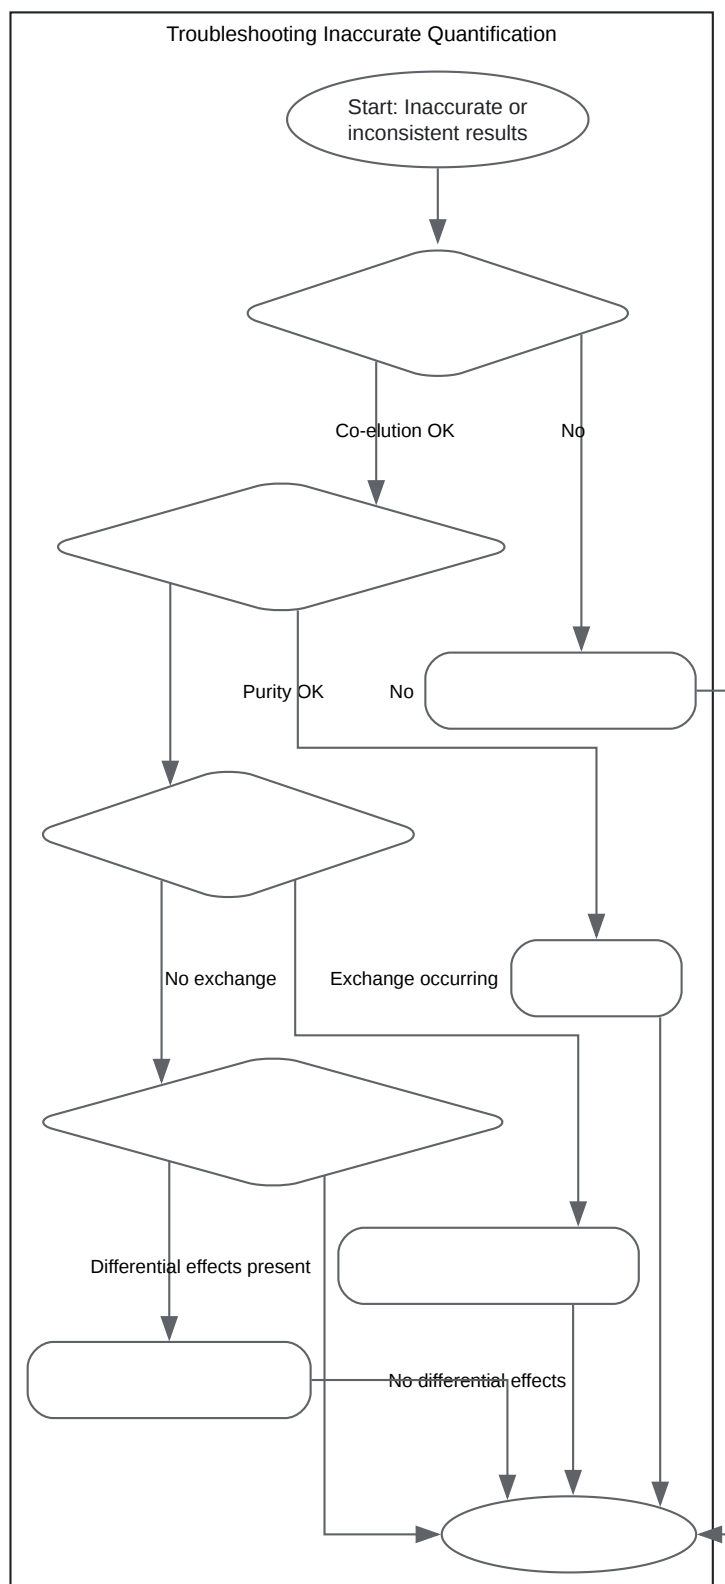 Troubleshooting Inaccurate Quantification
Start: Inaccurate or
inconsistent results
Co-elution OK
No
Purity OK
No
No exchange
Exchange occurring
Differential effects present
No differential effects